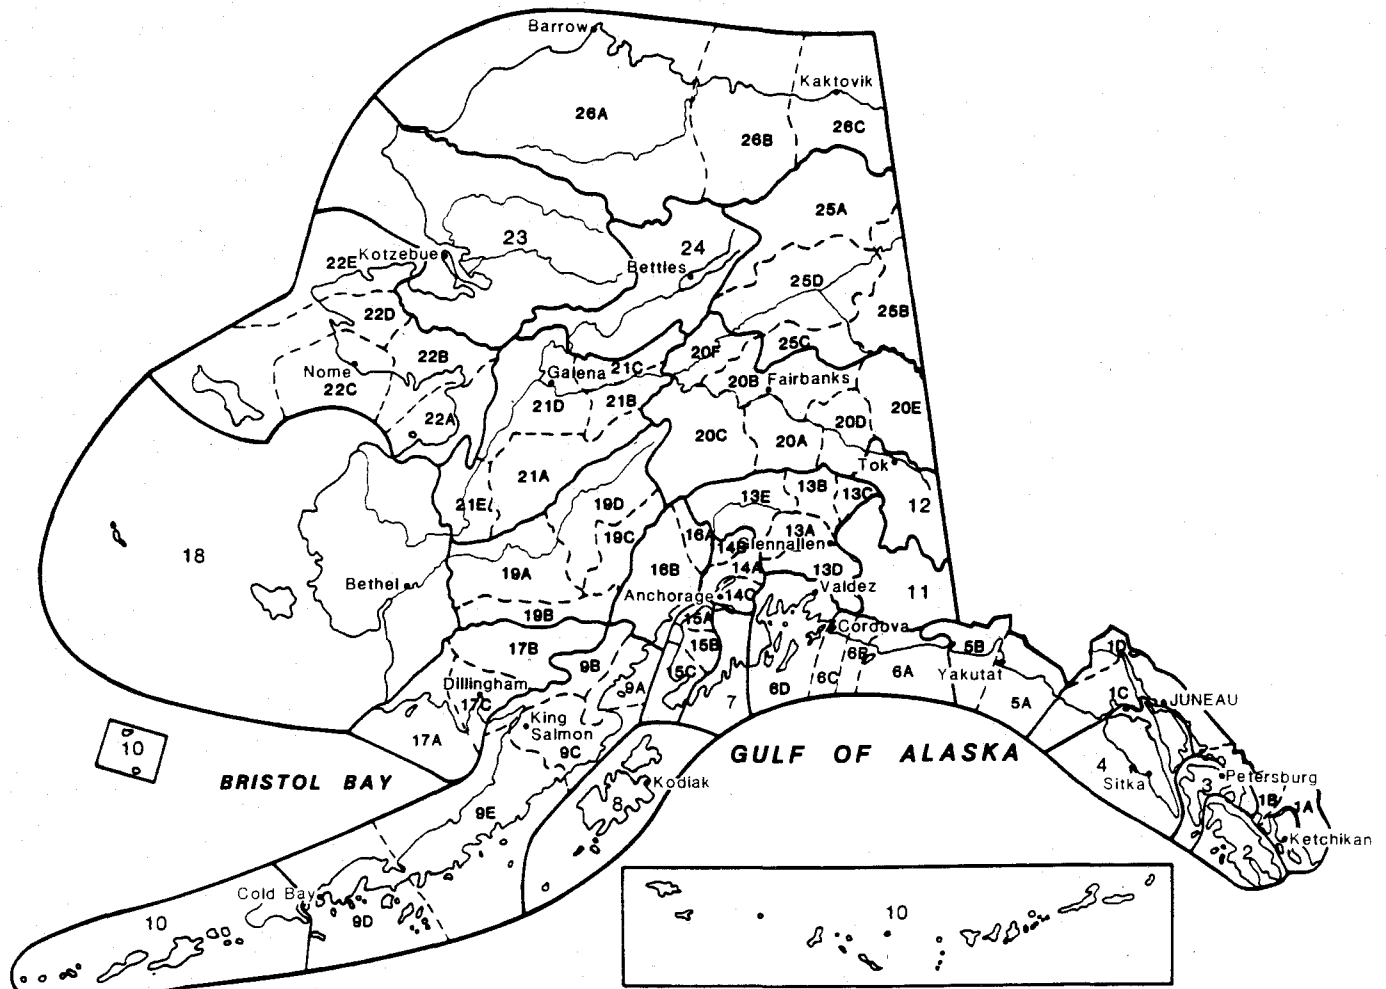 Barrow
Kaktovik
26A
26B
26C
25A
23
24
Kotzebue
22E
Bettles
25D
22D
25B
22B
20F
25C
Nome
22C
Galena
21C
20B
Fairbanks
22A
21D
21B
20E
20D
20C
20A
Tok
21A
21E
19D
13E
13B
13C
12
19C
16A
13A
14B
Glennallen
18
16B
14A
13D
19A
Bethel
Anchorage
14C
Valdez
11
19B
15A
Cordova
17B
15B
6B
5B
1D
9B
15C
6A
Yakutat
Dillingham
17C
9A
7
6D
6C
5A
1C
JUNEAU
King
Salmon
17A
9C
10
BRISTOL BAY
GULF OF ALASKA
4
Sitka
3
Petersburg
Kodiak
8
9E
1B
1A
Ketchikan
2
Cold Bay
10
9D
10